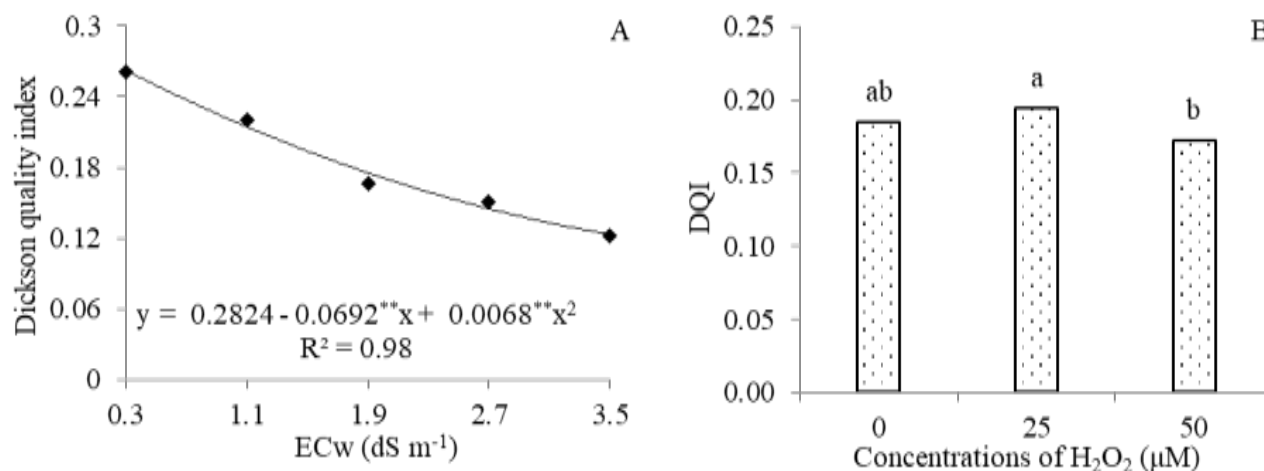 A
Dickson quality index
0.3
0.24
0.18
0.12
0.06
0
y = 0.2824 - 0.0692**x + 0.0068**x²
R² = 0.98
0.3 1.1 1.9 2.7 3.5
ECw (dS m⁻¹)
B
DQI
0.25
0.20
0.15
0.10
0.05
0.00
ab a b
0 25 50
Concentrations of H₂O₂ (μM)